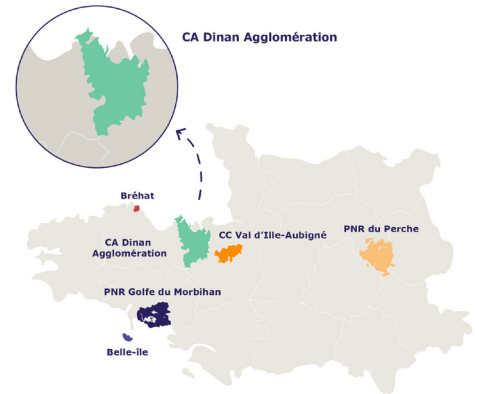 CA Dinan Agglomération
Bréhat
CA Dinan
Agglomération
CC Val d'Ille-Aubigné
PNR du Perche
PNR Golfe du Morbihan
Belle-île